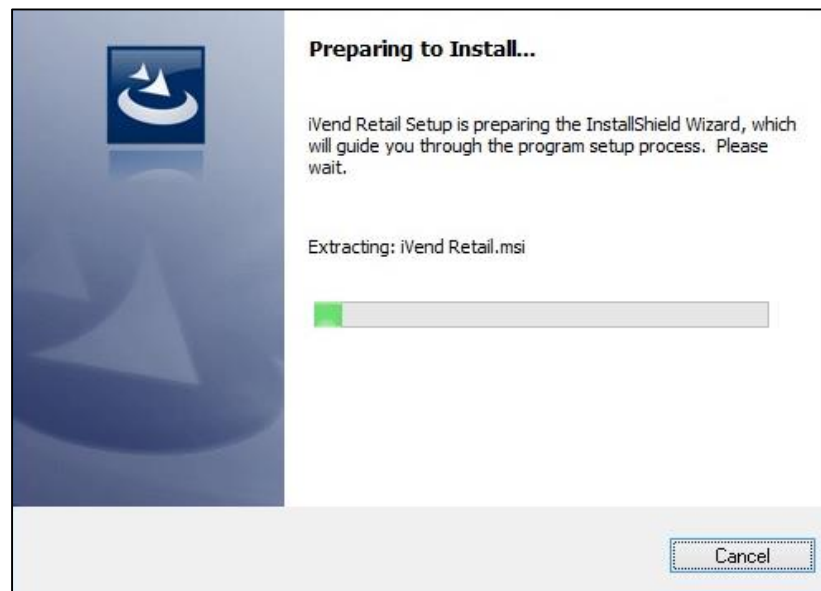 Preparing to Install...
iVend Retail Setup is preparing the InstallShield Wizard, which
will guide you through the program setup process.  Please
wait.
Extracting: iVend Retail.msi
Cancel